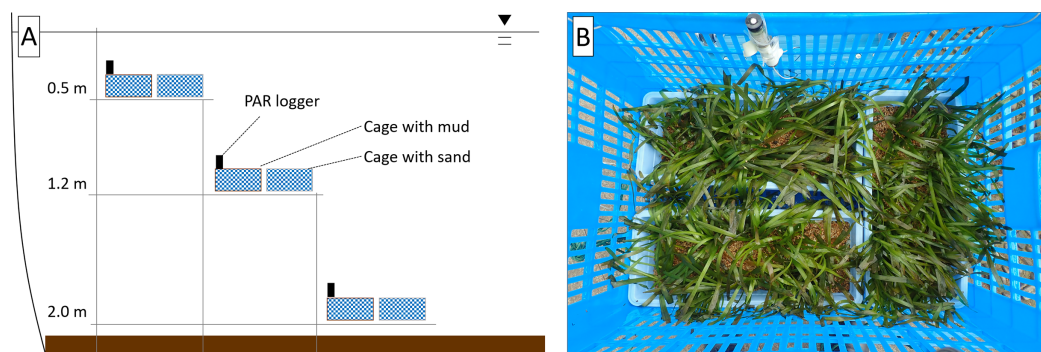 A
0.5 m
PAR logger
Cage with mud
Cage with sand
1.2 m
2.0 m
B